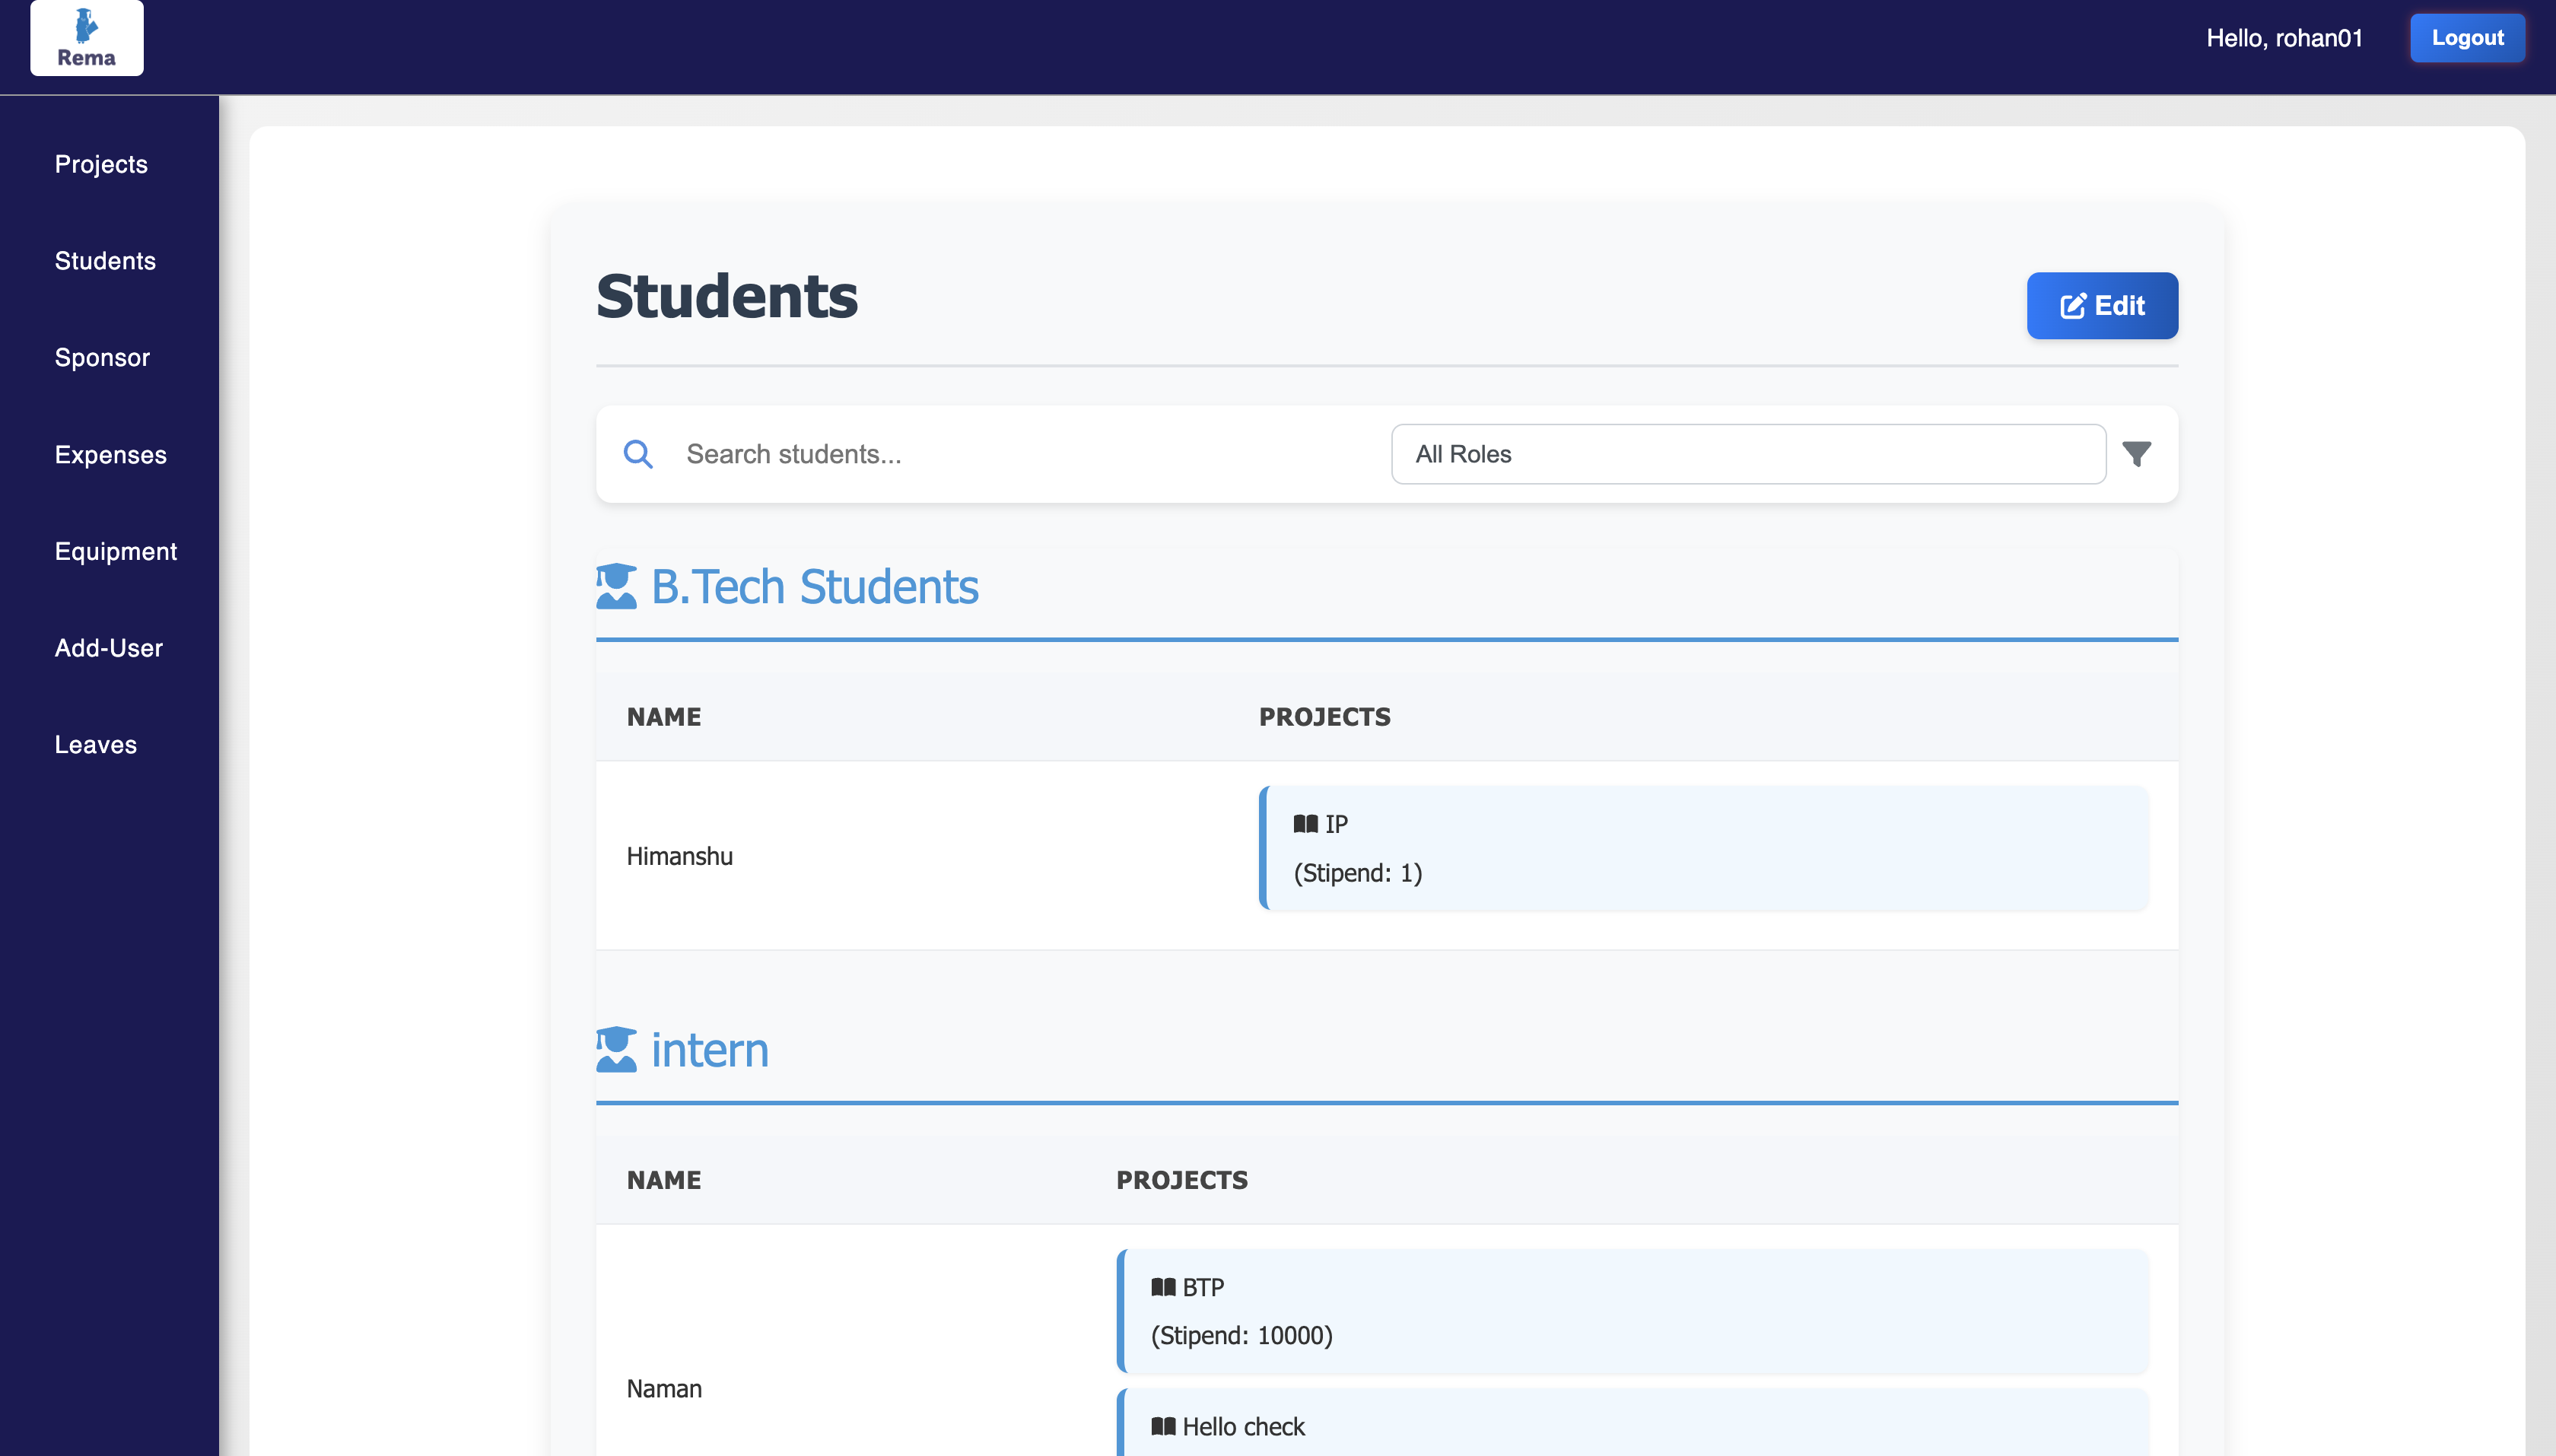 Rema
Hello, rohan01
Logout
Projects
Students
Sponsor
Expenses
Equipment
Add-User
Leaves
Students
Edit
Search students...
All Roles
B.Tech Students
NAME PROJECTS
Himanshu
IP
(Stipend: 1)
intern
NAME PROJECTS
Naman
BTP
(Stipend: 10000)
Hello check